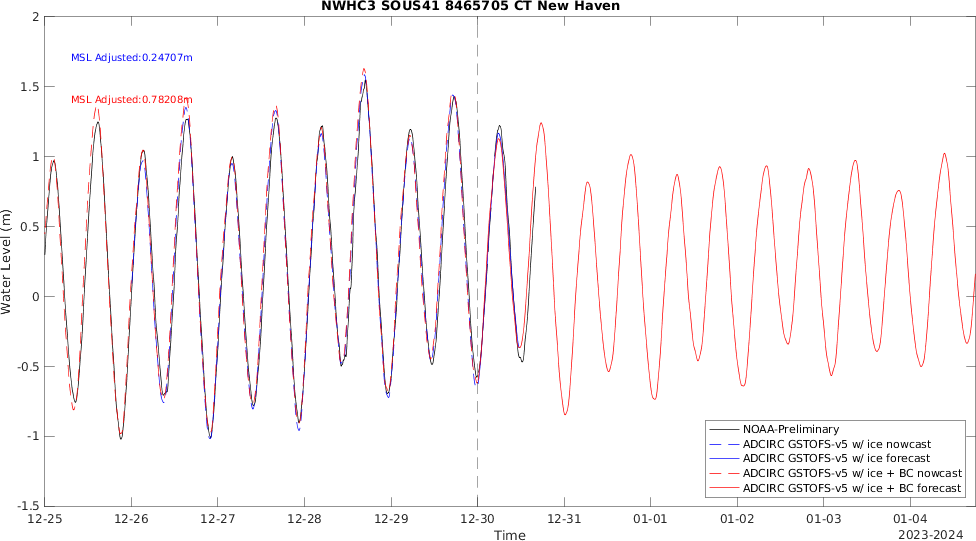 NWHC3 SOUS41 8465705 CT New Haven
2
MSL Adjusted:0.24707m
1.5
MSL Adjusted:0.78208m
1
0.5
Water Level (m)
0
-0.5
-1
NOAA-Preliminary
ADCIRC GSTOFS-v5 w/ ice nowcast
ADCIRC GSTOFS-v5 w/ ice forecast
ADCIRC GSTOFS-v5 w/ ice + BC nowcast
ADCIRC GSTOFS-v5 w/ ice + BC forecast
-1.5
12-25 12-26 12-27 12-28 12-29 12-30 12-31 01-01 01-02 01-03 01-04
Time
2023-2024